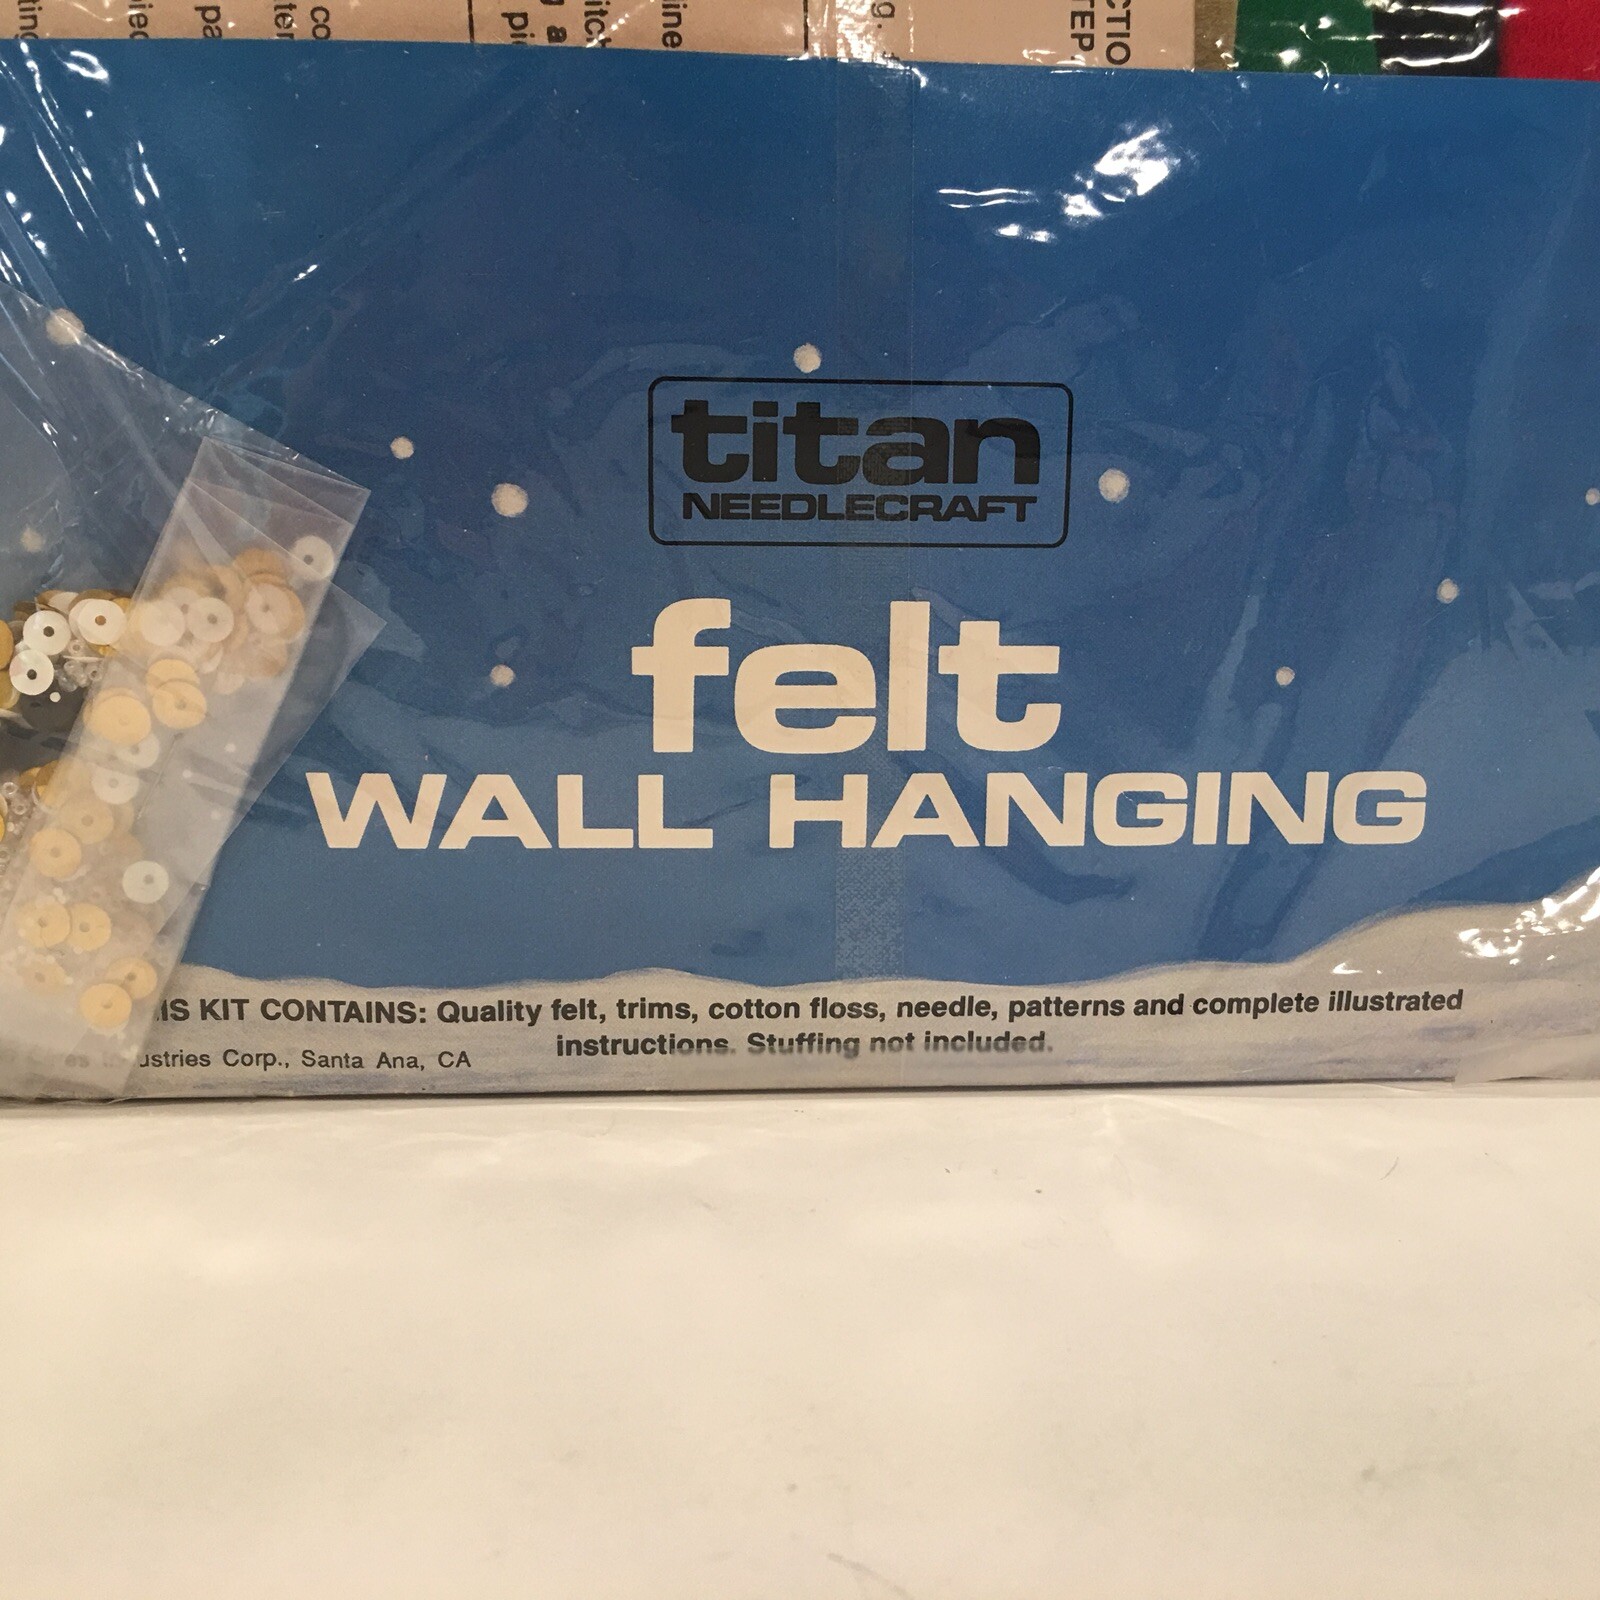 titan
NEEDLECRAFT
felt
WALL HANGING
IS KIT CONTAINS: Quality felt, trims, cotton floss, needle, patterns and complete illustrated
instructions. Stuffing not included.
ustries Corp., Santa Ana, CA